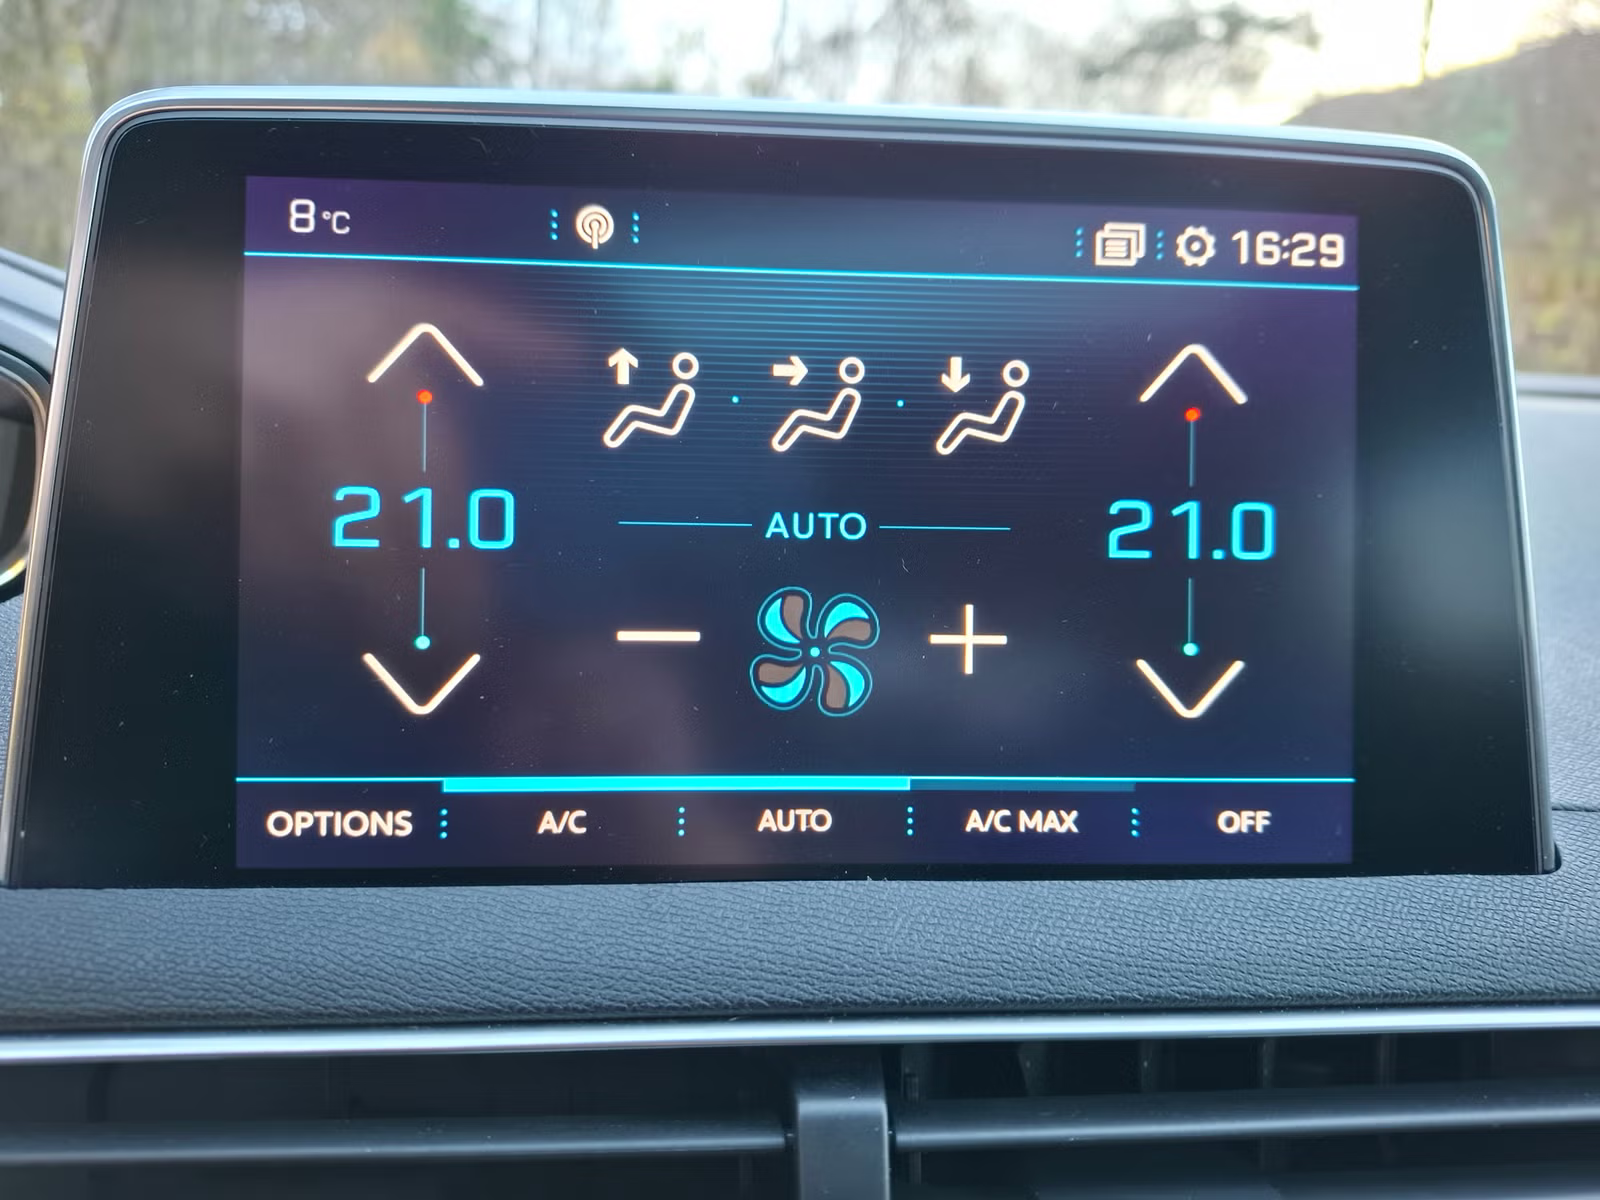 8°C 16:29
21.0 21.0
AUTO
OPTIONS A/C AUTO A/C MAX OFF